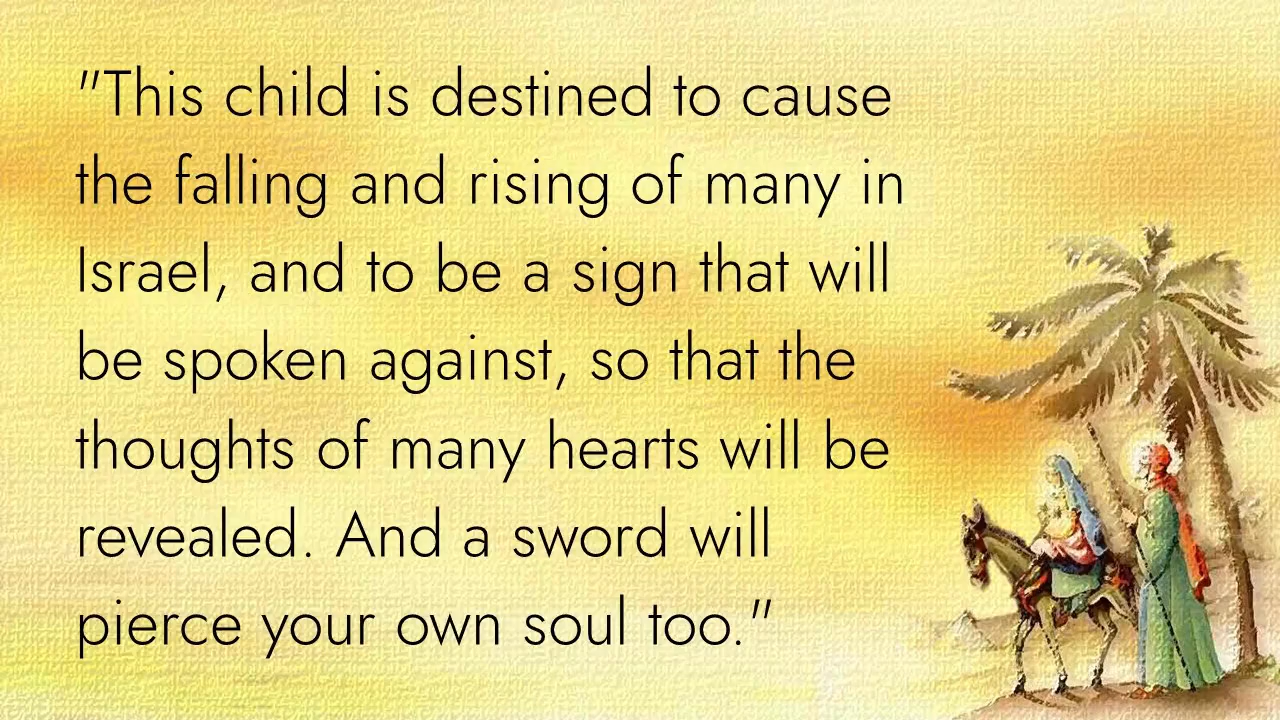 "This child is destined to cause
the falling and rising of many in
Israel, and to be a sign that will
be spoken against, so that the
thoughts of many hearts will be
revealed. And a sword will
pierce your own soul too."